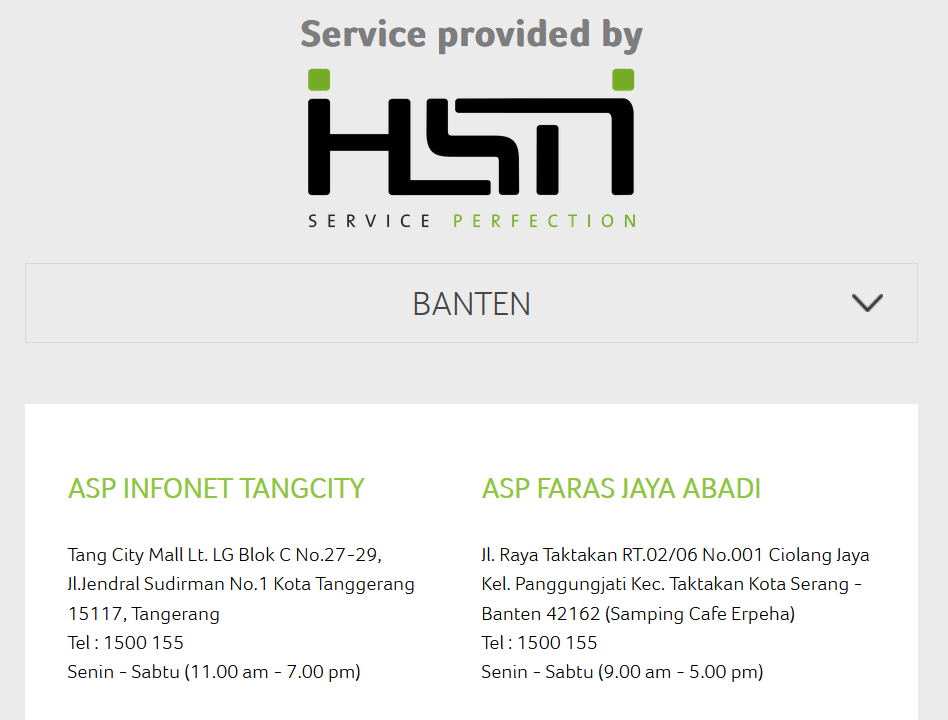 Service provided by
HSN
SERVICE PERFECTION
BANTEN
ASP INFONET TANGCITY
Tang City Mall Lt. LG Blok C No.27-29,
Jl.Jendral Sudirman No.1 Kota Tanggerang
15117, Tangerang
Tel : 1500 155
Senin - Sabtu (11.00 am - 7.00 pm)
ASP FARAS JAYA ABADI
Jl. Raya Taktakan RT.02/06 No.001 Ciolang Jaya
Kel. Panggungjati Kec. Taktakan Kota Serang -
Banten 42162 (Samping Cafe Erpeha)
Tel : 1500 155
Senin - Sabtu (9.00 am - 5.00 pm)